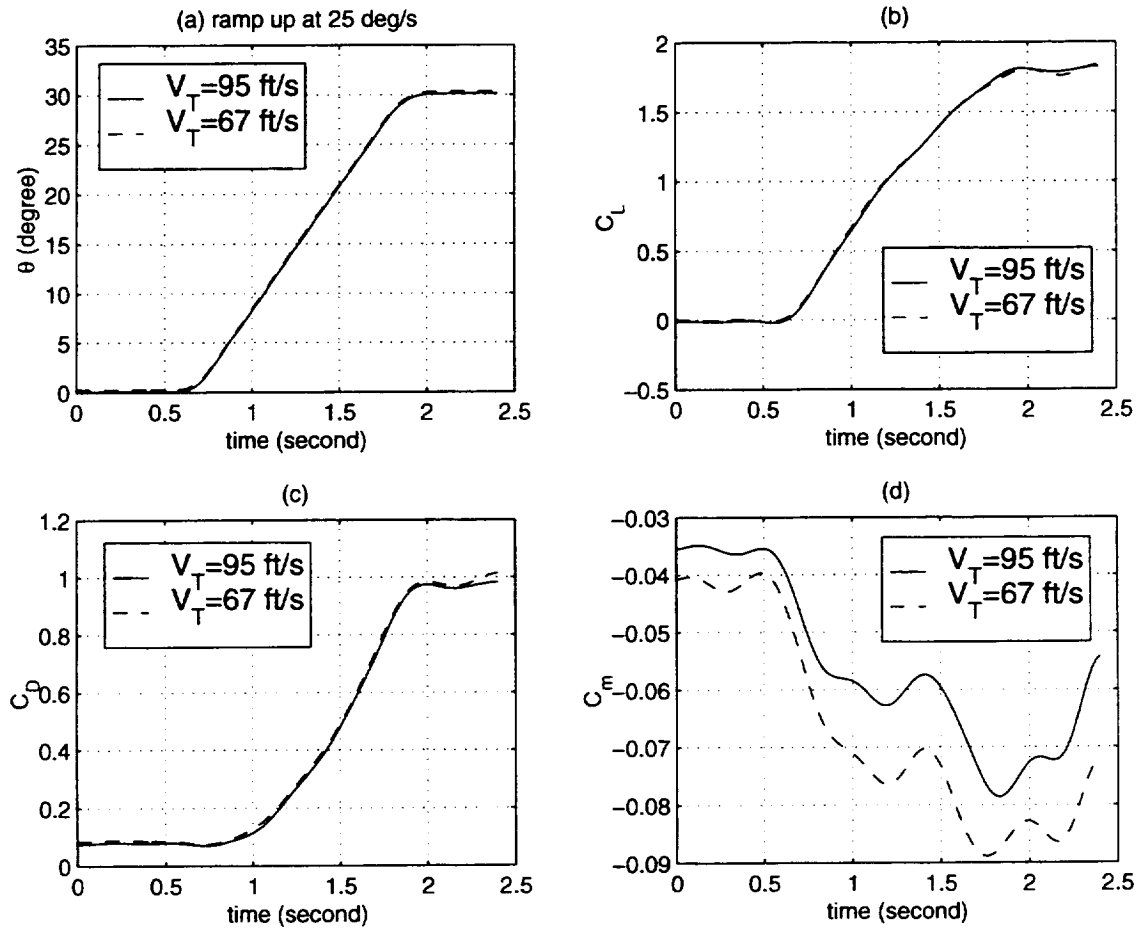 (a) ramp up at 25 deg/s
35
30
25
20
15
10
5
0
θ (degree)
V_T=95 ft/s
V_T=67 ft/s
0
0.5
1
1.5
2
2.5
time (second)
(b)
2
1.5
1
0.5
0
−0.5
C_L
V_T=95 ft/s
V_T=67 ft/s
0
0.5
1
1.5
2
2.5
time (second)
(c)
1.2
1
0.8
0.6
0.4
0.2
0
C_D
V_T=95 ft/s
V_T=67 ft/s
0
0.5
1
1.5
2
2.5
time (second)
(d)
−0.03
−0.04
−0.05
−0.06
−0.07
−0.08
−0.09
C_m
V_T=95 ft/s
V_T=67 ft/s
0
0.5
1
1.5
2
2.5
time (second)